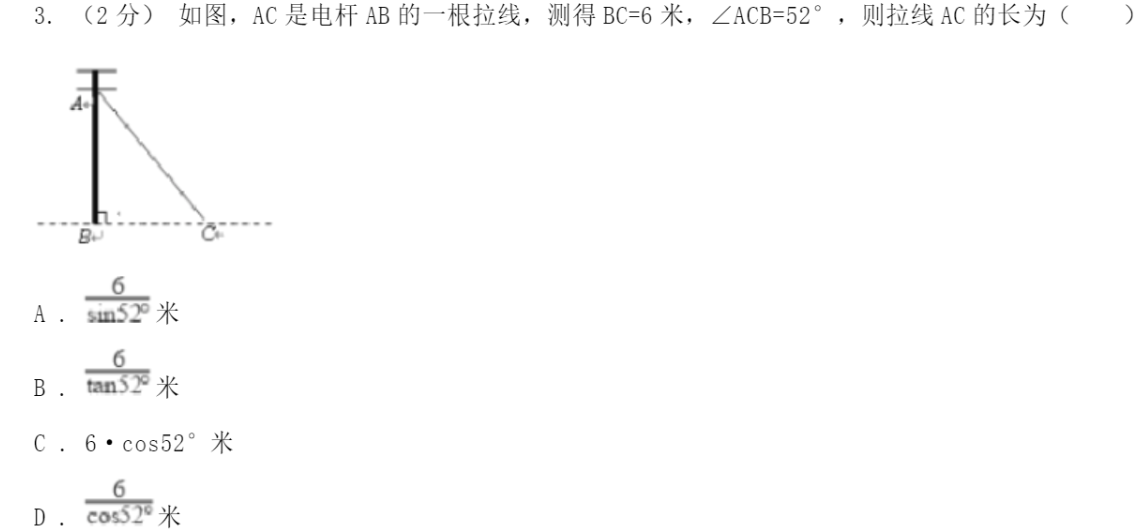 3. （2 分） 如图，AC 是电杆 AB 的一根拉线，测得 BC=6 米，∠ACB=52°，则拉线 AC 的长为（    ）
A
B
C
A . 6/sin52° 米
B . 6/tan52° 米
C . 6•cos52° 米
D . 6/cos52° 米